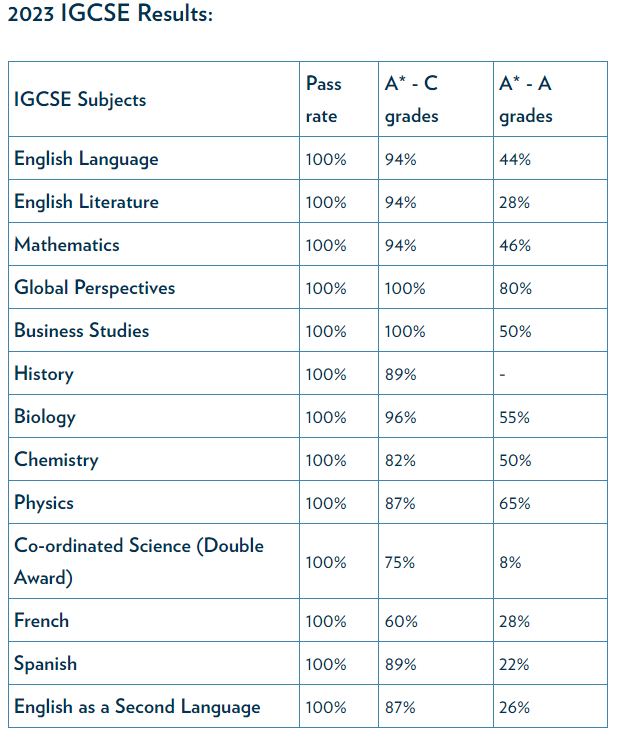 2023 IGCSE Results:
IGCSE Subjects Pass rate A* - C grades A* - A grades
English Language 100% 94% 44%
English Literature 100% 94% 28%
Mathematics 100% 94% 46%
Global Perspectives 100% 100% 80%
Business Studies 100% 100% 50%
History 100% 89% -
Biology 100% 96% 55%
Chemistry 100% 82% 50%
Physics 100% 87% 65%
Co-ordinated Science (Double Award) 100% 75% 8%
French 100% 60% 28%
Spanish 100% 89% 22%
English as a Second Language 100% 87% 26%